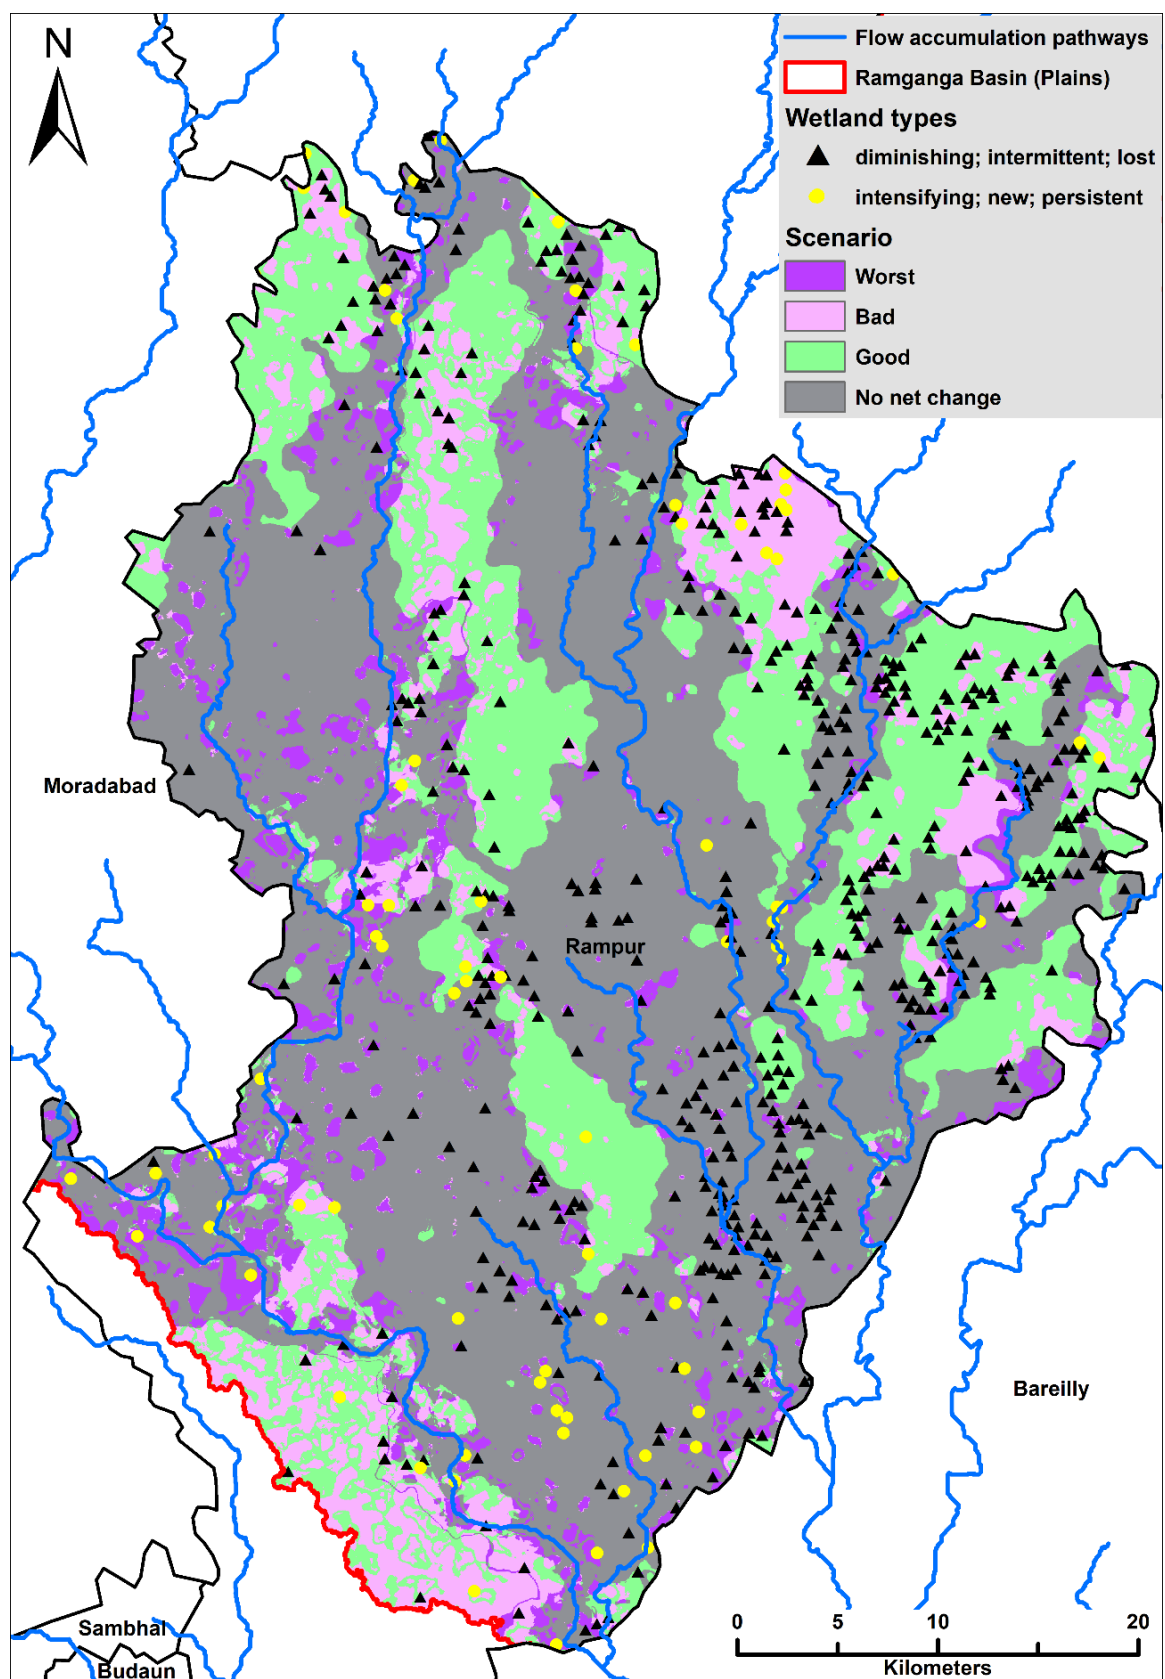 N
Flow accumulation pathways
Ramganga Basin (Plains)
Wetland types
diminishing; intermittent; lost
intensifying; new; persistent
Scenario
Worst
Bad
Good
No net change
Moradabad
Rampur
Bareilly
Sambhal
Budaun
0 5 10 20
Kilometers